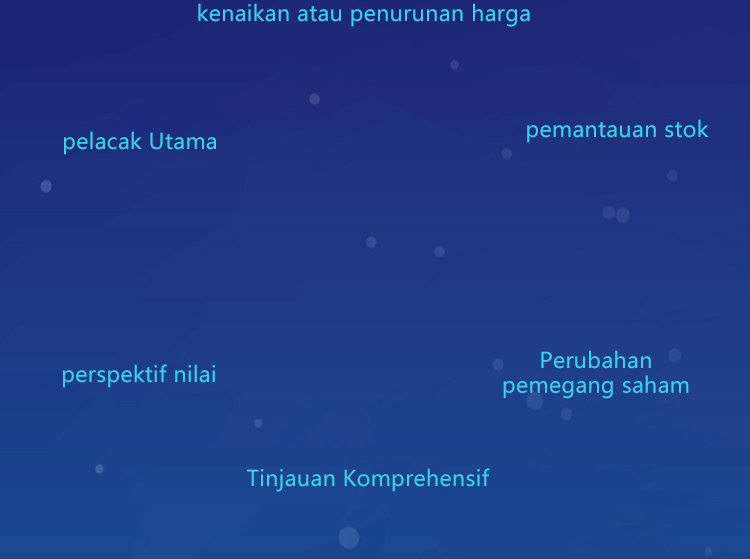 kenaikan atau penurunan harga
pelacak Utama
pemantauan stok
perspektif nilai
Perubahan
pemegang saham
Tinjauan Komprehensif